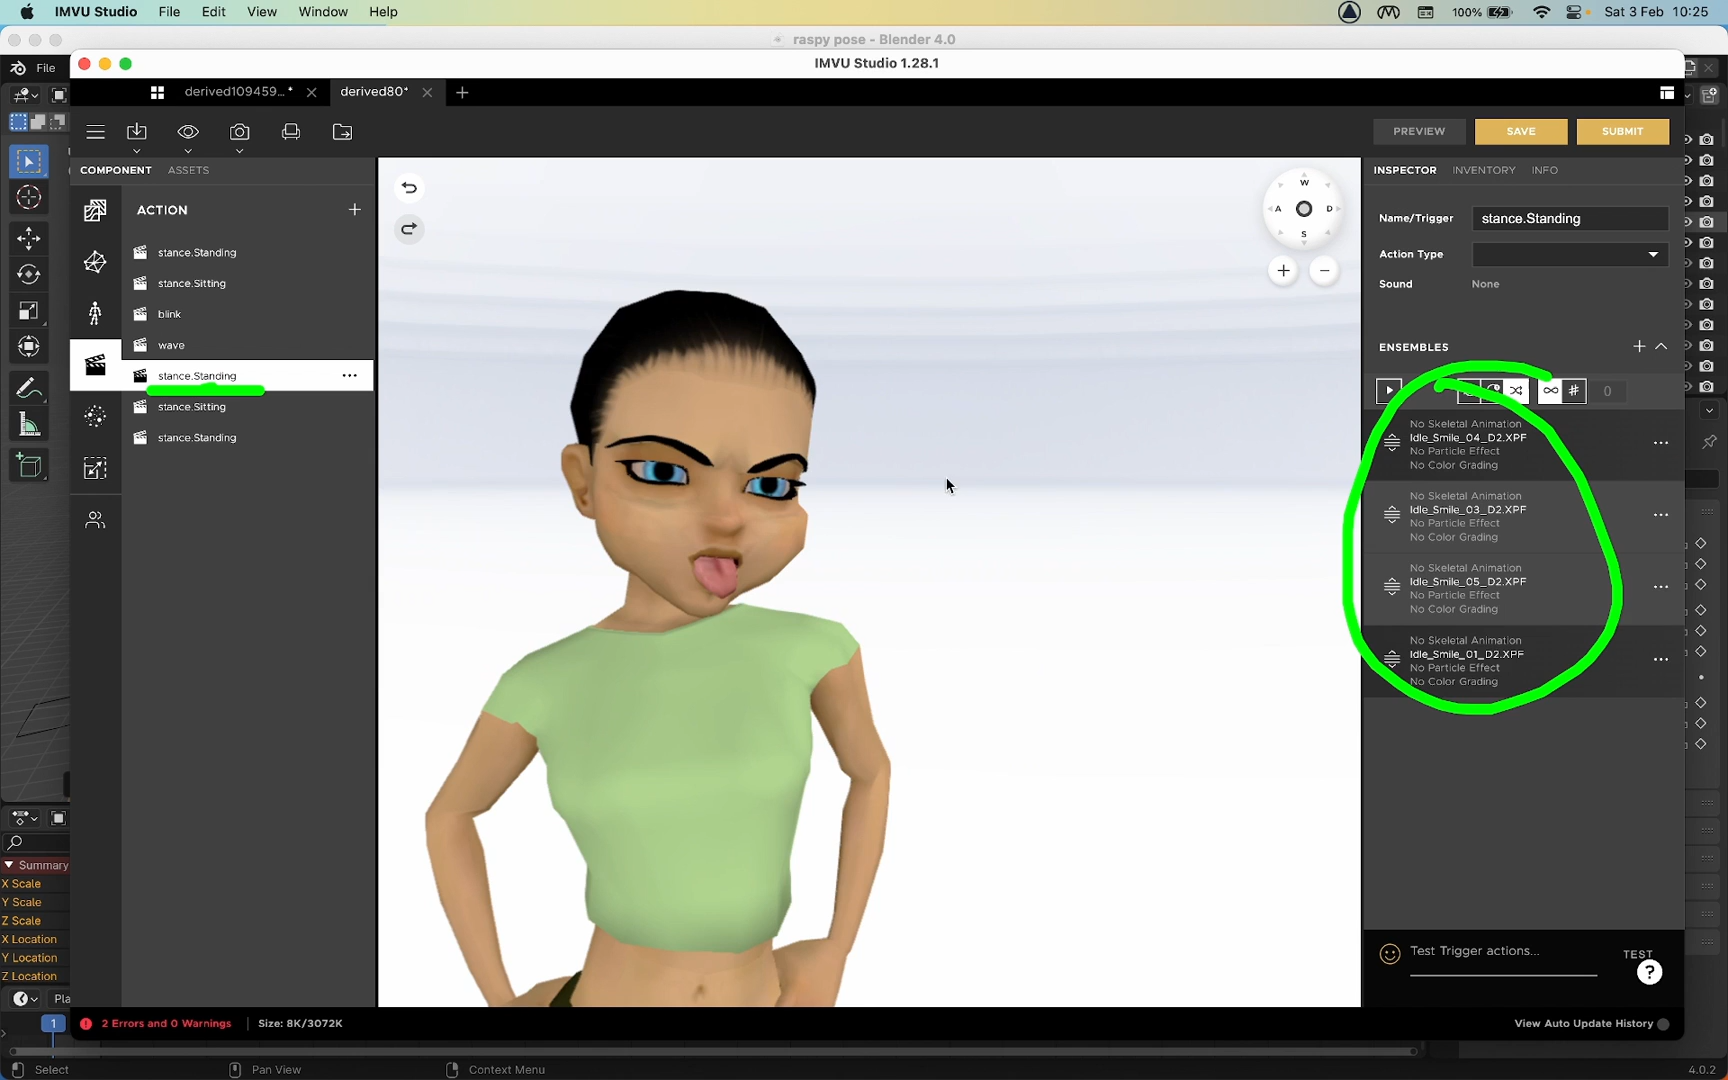 IMVU Studio File Edit View Window Help
100% Sat 3 Feb 10:25
raspy pose - Blender 4.0
IMVU Studio 1.28.1
File
derived109459... *
derived80*
PREVIEW
SAVE
SUBMIT
COMPONENT ASSETS
INSPECTOR INVENTORY INFO
ACTION
stance.Standing
stance.Sitting
blink
wave
stance.Standing
stance.Sitting
stance.Standing
W
A D
S
Name/Trigger stance.Standing
Action Type
Sound None
ENSEMBLES
0
No Skeletal Animation
Idle_Smile_04_D2.XPF
No Particle Effect
No Color Grading
No Skeletal Animation
Idle_Smile_03_D2.XPF
No Particle Effect
No Color Grading
No Skeletal Animation
Idle_Smile_05_D2.XPF
No Particle Effect
No Color Grading
No Skeletal Animation
Idle_Smile_01_D2.XPF
No Particle Effect
No Color Grading
Test Trigger actions...
TEST
?
Summary
X Scale
Y Scale
Z Scale
X Location
Y Location
Z Location
Pla
1
2 Errors and 0 Warnings
Size: 8K/3072K
View Auto Update History
Select
Pan View
Context Menu
4.0.2